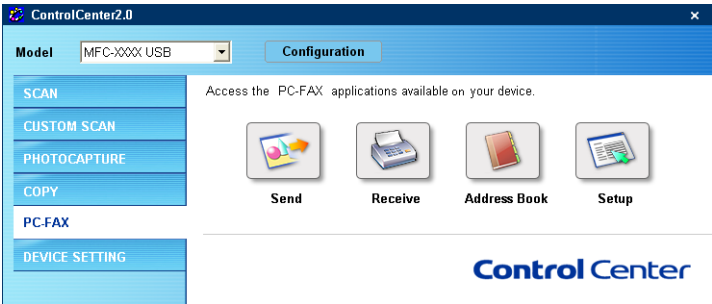 ControlCenter2.0
Model MFC-XXXX USB Configuration
SCAN
CUSTOM SCAN
PHOTOCAPTURE
COPY
PC-FAX
DEVICE SETTING
Access the PC-FAX applications available on your device.
Send Receive Address Book Setup
Control Center